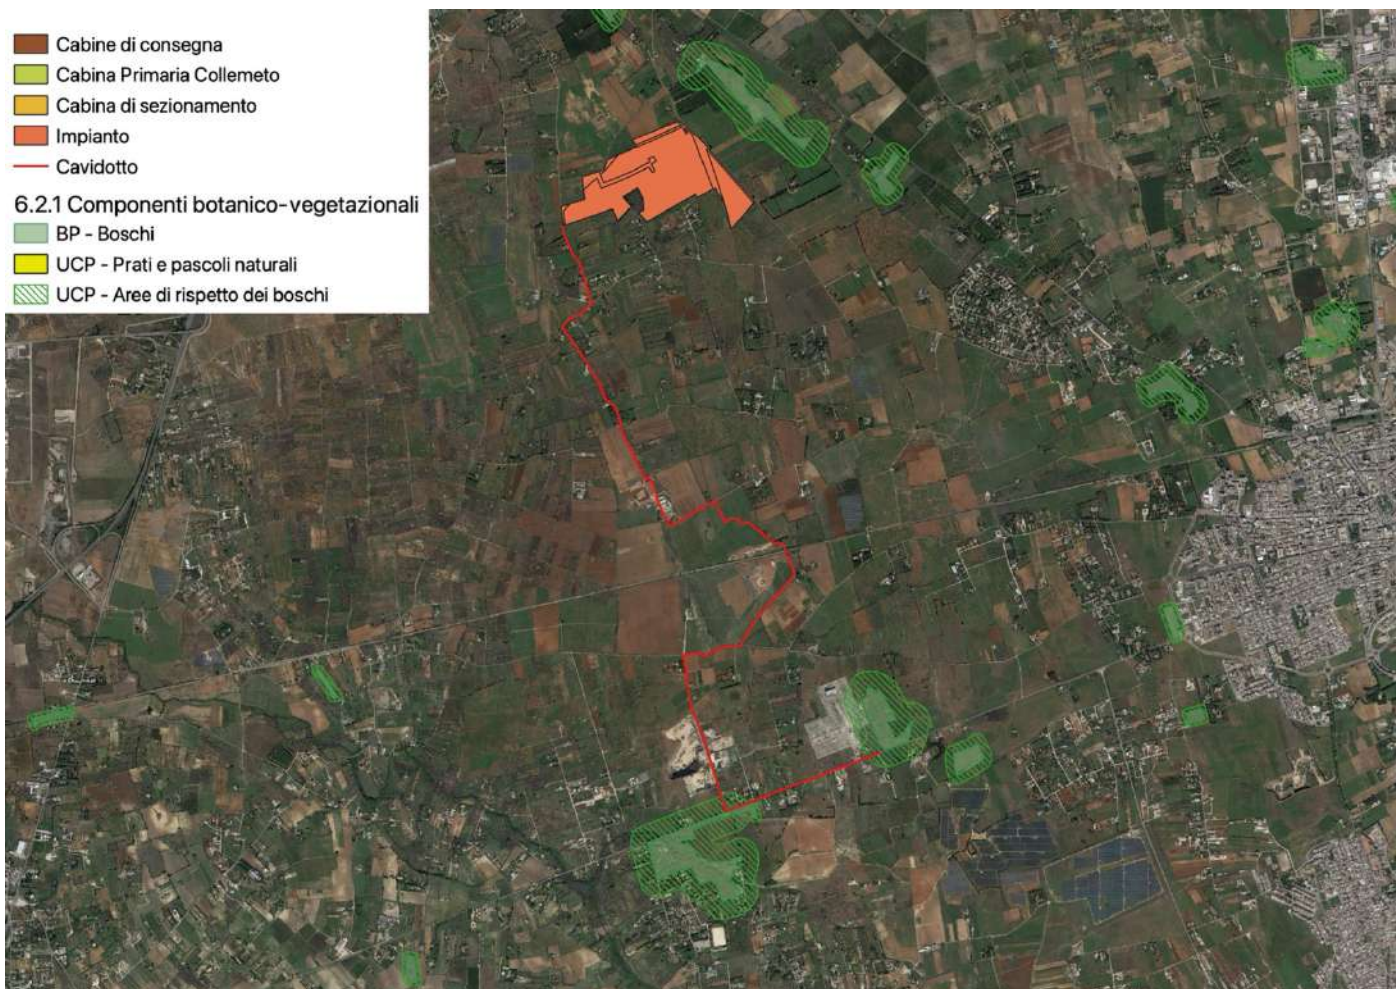 Cabine di consegna
Cabina Primaria Collemeto
Cabina di sezionamento
Impianto
Cavidotto
6.2.1 Componenti botanico-vegetazionali
BP - Boschi
UCP - Prati e pascoli naturali
UCP - Aree di rispetto dei boschi